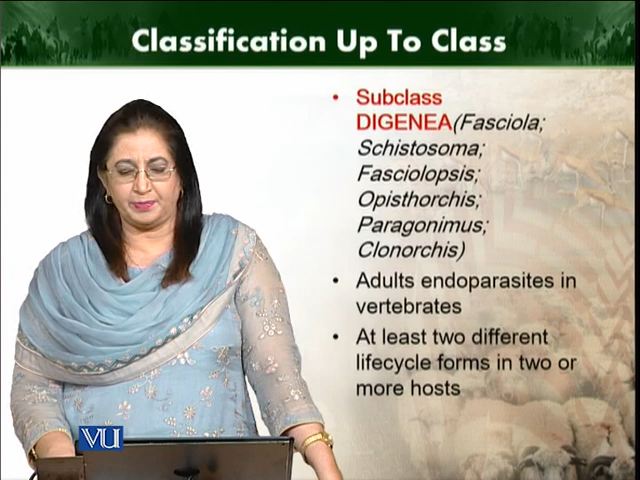 Classification Up To Class
• Subclass
DIGENEA(Fasciola;
Schistosoma;
Fasciolopsis;
Opisthorchis;
Paragonimus;
Clonorchis)
• Adults endoparasites in
vertebrates
• At least two different
lifecycle forms in two or
more hosts
VU